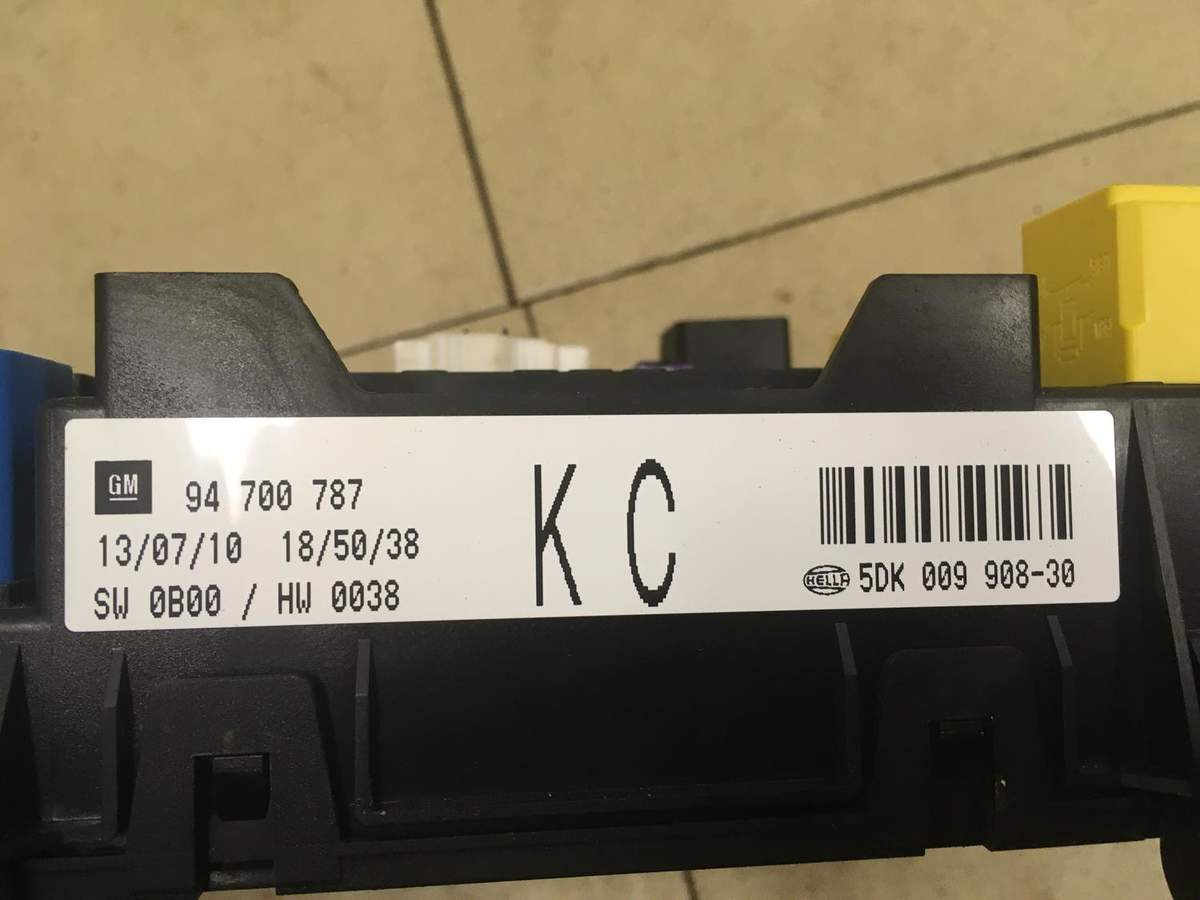 GM 94 700 787
13/07/10 18/50/38
SW 0B00 / HW 0038
K C
HELLA 5DK 009 908-30